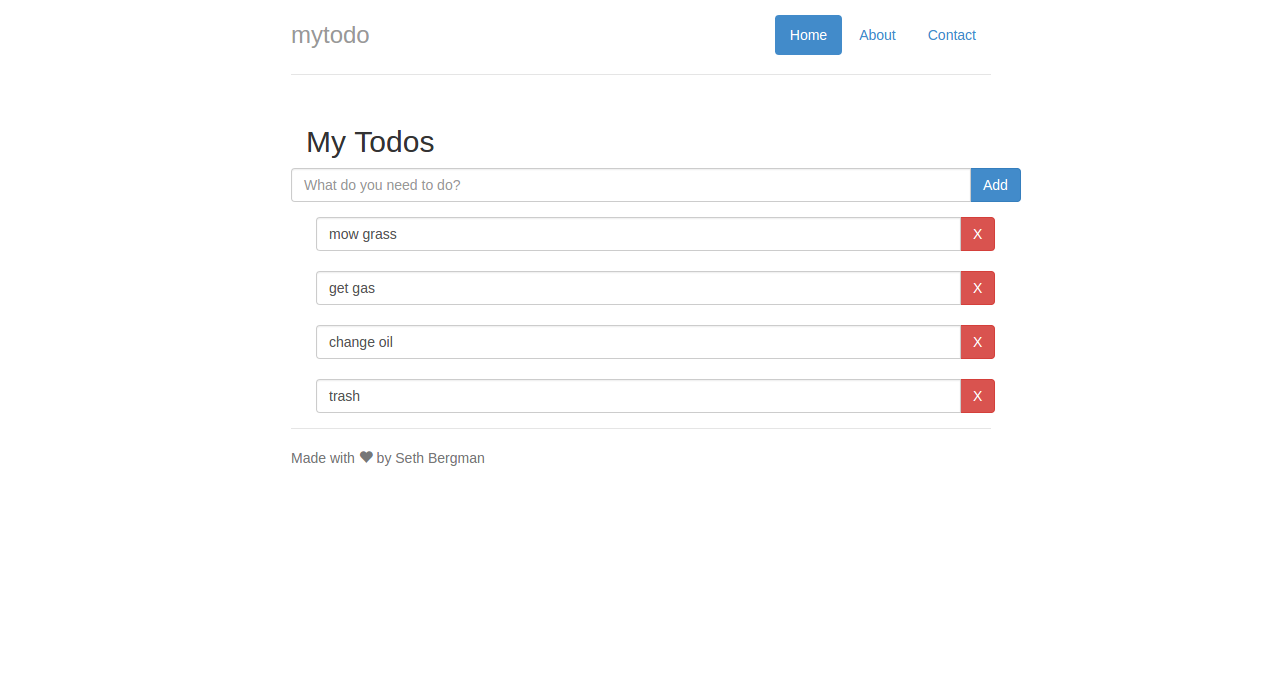 mytodo
Home About Contact
My Todos
What do you need to do? Add
mow grass X
get gas X
change oil X
trash X
Made with ♥ by Seth Bergman